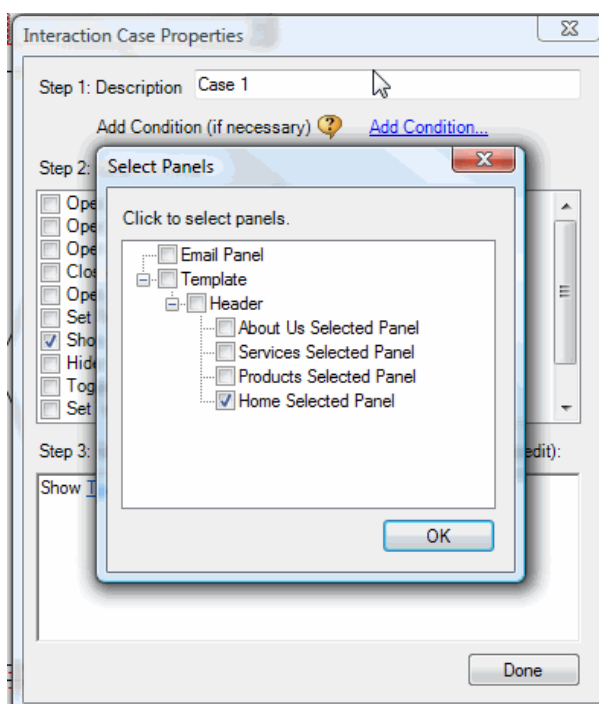 Interaction Case Properties
Step 1: Description Case 1
Add Condition (if necessary) Add Condition...
Step 2:
Select Panels
Click to select panels.
Email Panel
Template
Header
About Us Selected Panel
Services Selected Panel
Products Selected Panel
Home Selected Panel
OK
Set
Set
Step 3: edit):
Show
Done